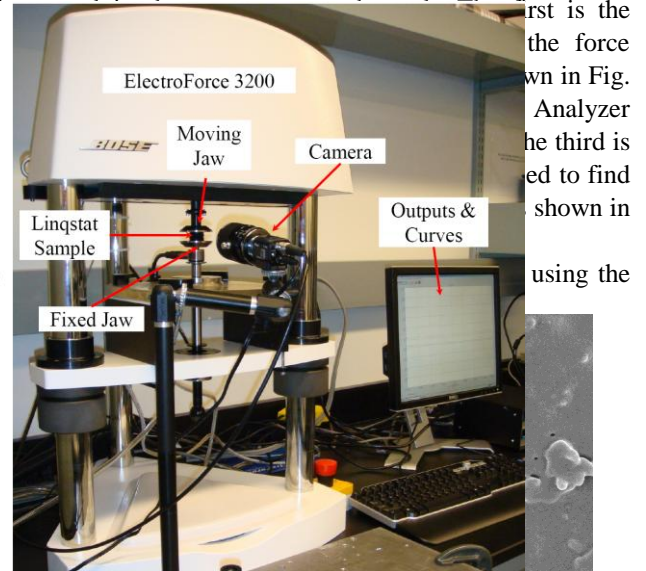 rst is the
the force
wn in Fig.
Analyzer
he third is
ed to find
shown in
using the
ElectroForce 3200
BOSE
Moving
Jaw
Camera
Linqstat
Sample
Outputs &
Curves
Fixed Jaw